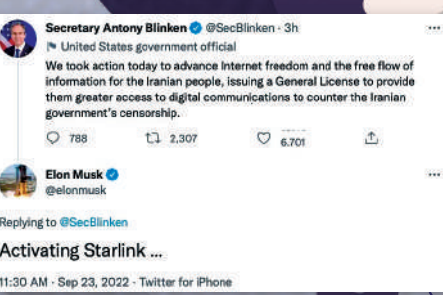 Secretary Antony Blinken @SecBlinken · 3h
United States government official
We took action today to advance Internet freedom and the free flow of
information for the Iranian people, issuing a General License to provide
them greater access to digital communications to counter the Iranian
government's censorship.
788 2,307 6.701
Elon Musk
@elonmusk
Replying to @SecBlinken
Activating Starlink ...
11:30 AM · Sep 23, 2022 · Twitter for iPhone